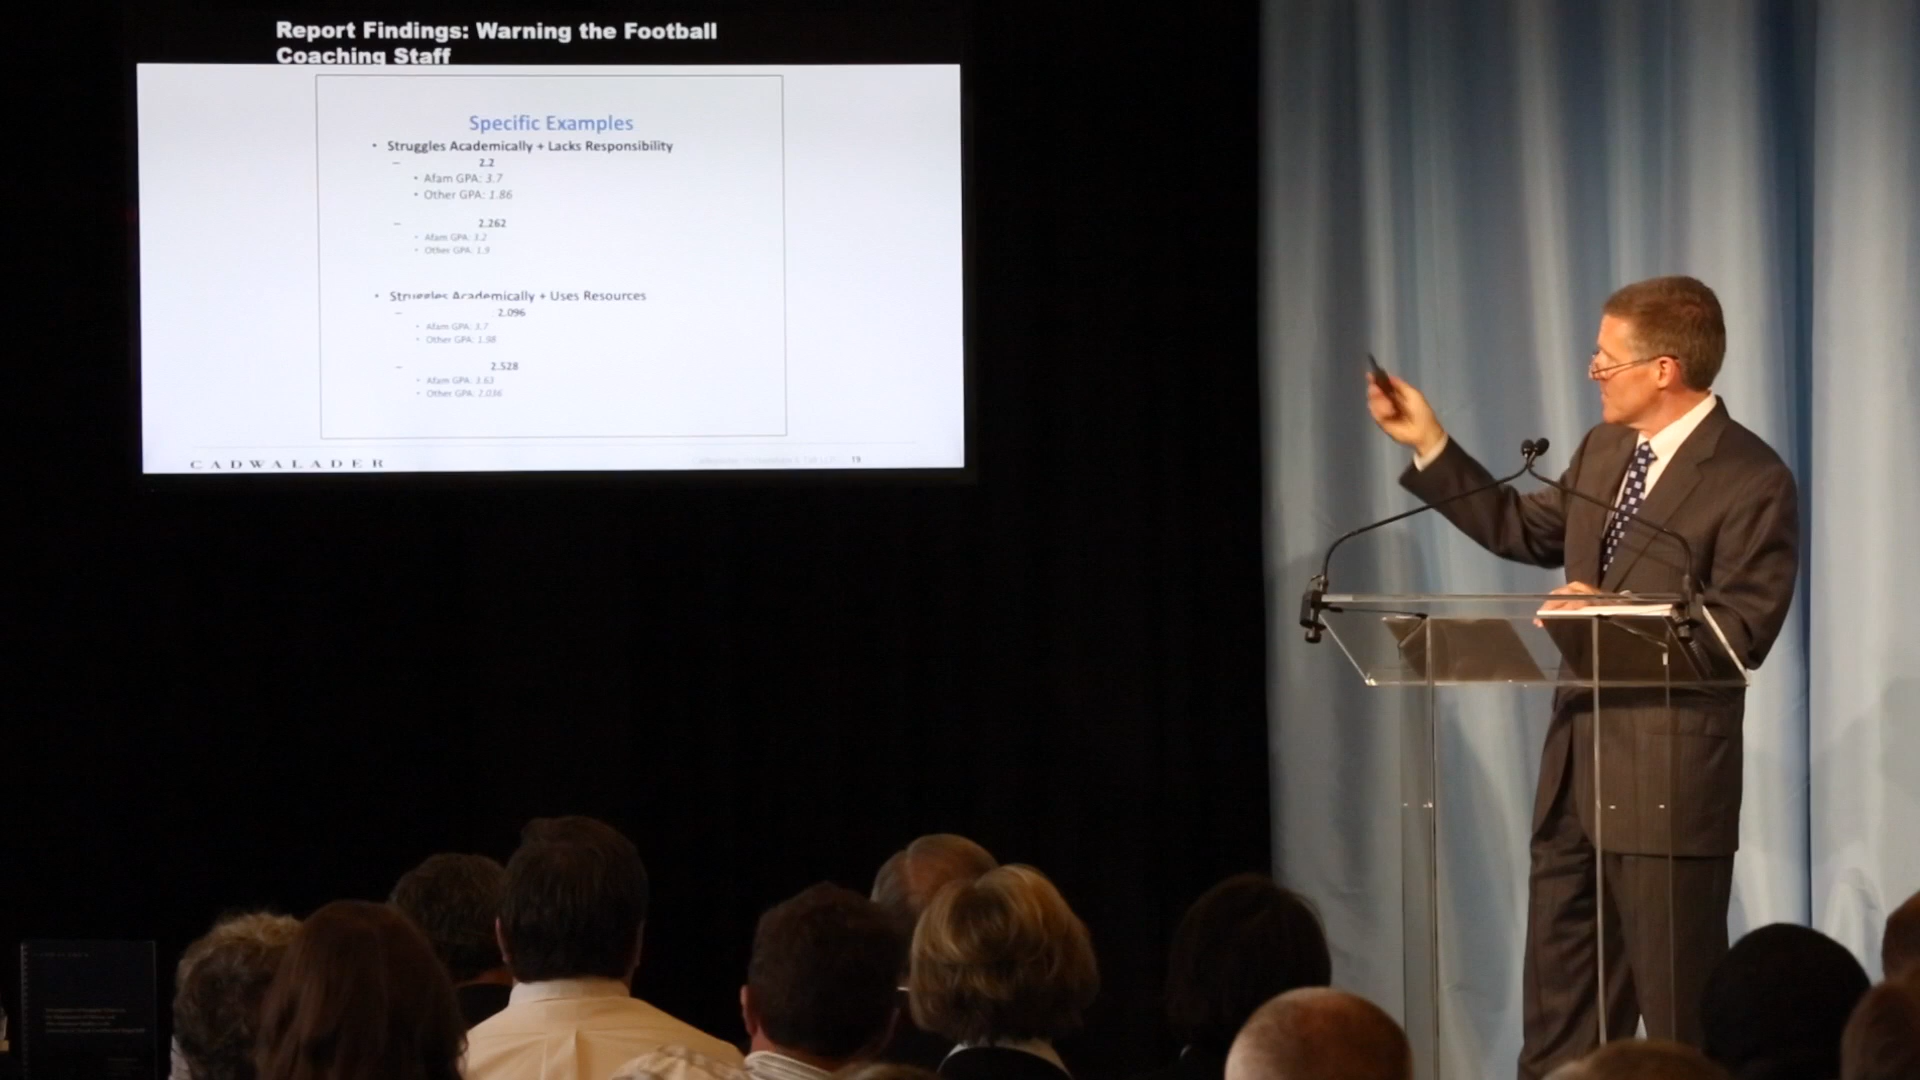 Report Findings: Warning the Football
Coaching Staff
Specific Examples
• Struggles Academically + Lacks Responsibility
– 2.2
• Afam GPA: 3.7
• Other GPA: 1.86
– 2.262
• Afam GPA: 3.2
• Other GPA: 1.9
• Struggles Academically + Uses Resources
– 2.096
• Afam GPA: 3.7
• Other GPA: 1.98
– 2.528
• Afam GPA: 3.63
• Other GPA: 2.036
CADWALADER
19